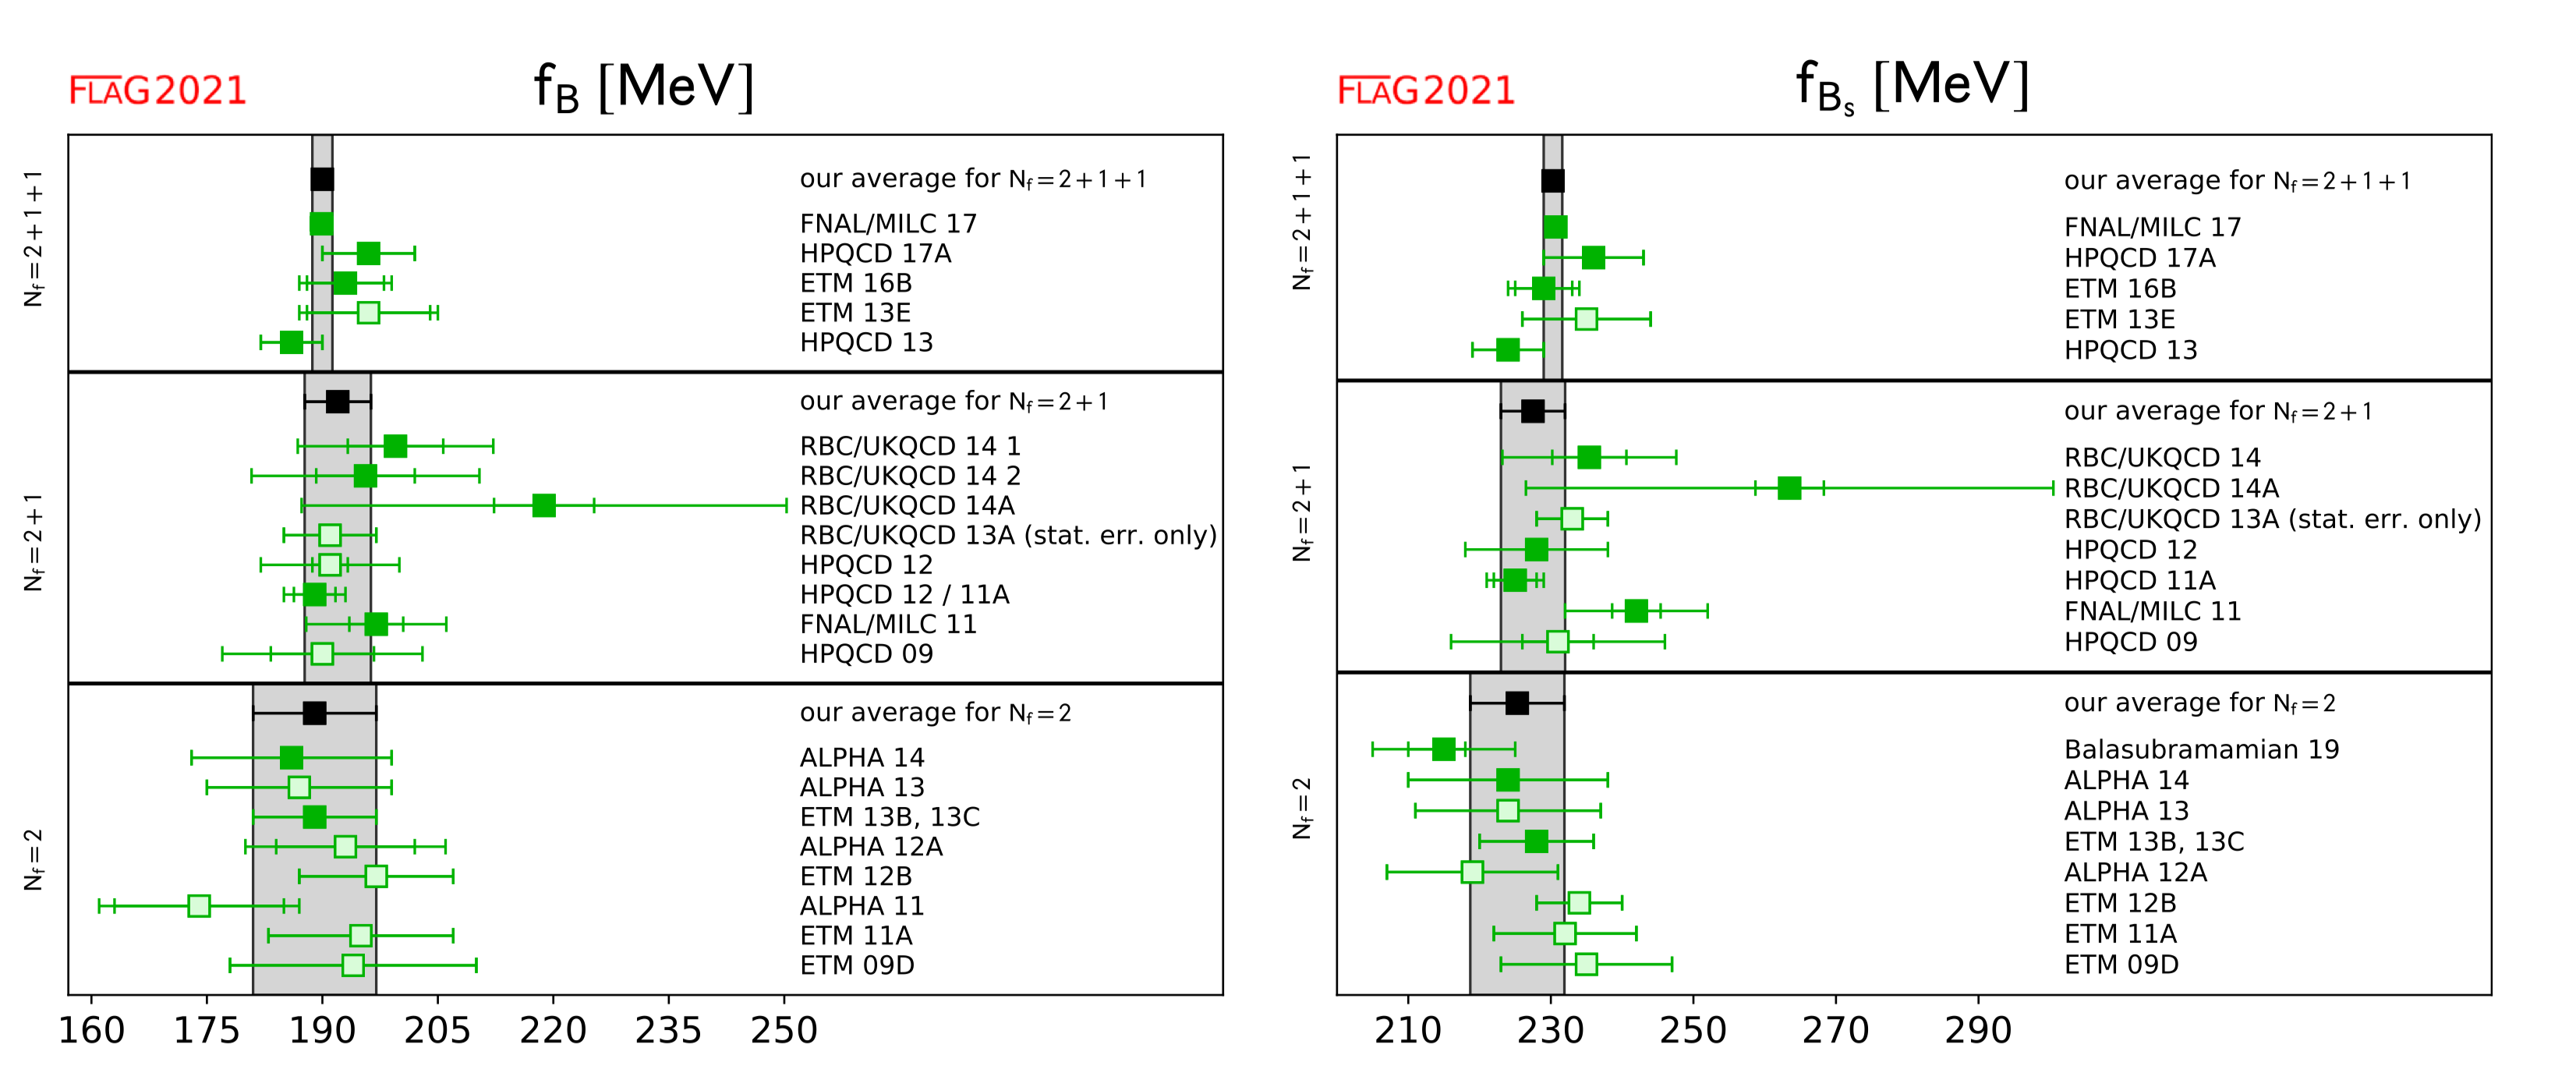 FLAG2021
f_B [MeV]
N_f=2+1+1
our average for N_f=2+1+1
FNAL/MILC 17
HPQCD 17A
ETM 16B
ETM 13E
HPQCD 13
N_f=2+1
our average for N_f=2+1
RBC/UKQCD 14 1
RBC/UKQCD 14 2
RBC/UKQCD 14A
RBC/UKQCD 13A (stat. err. only)
HPQCD 12
HPQCD 12 / 11A
FNAL/MILC 11
HPQCD 09
N_f=2
our average for N_f=2
ALPHA 14
ALPHA 13
ETM 13B, 13C
ALPHA 12A
ETM 12B
ALPHA 11
ETM 11A
ETM 09D
160 175 190 205 220 235 250
FLAG2021
f_Bs [MeV]
N_f=2+1+1
our average for N_f=2+1+1
FNAL/MILC 17
HPQCD 17A
ETM 16B
ETM 13E
HPQCD 13
N_f=2+1
our average for N_f=2+1
RBC/UKQCD 14
RBC/UKQCD 14A
RBC/UKQCD 13A (stat. err. only)
HPQCD 12
HPQCD 11A
FNAL/MILC 11
HPQCD 09
N_f=2
our average for N_f=2
Balasubramamian 19
ALPHA 14
ALPHA 13
ETM 13B, 13C
ALPHA 12A
ETM 12B
ETM 11A
ETM 09D
210 230 250 270 290